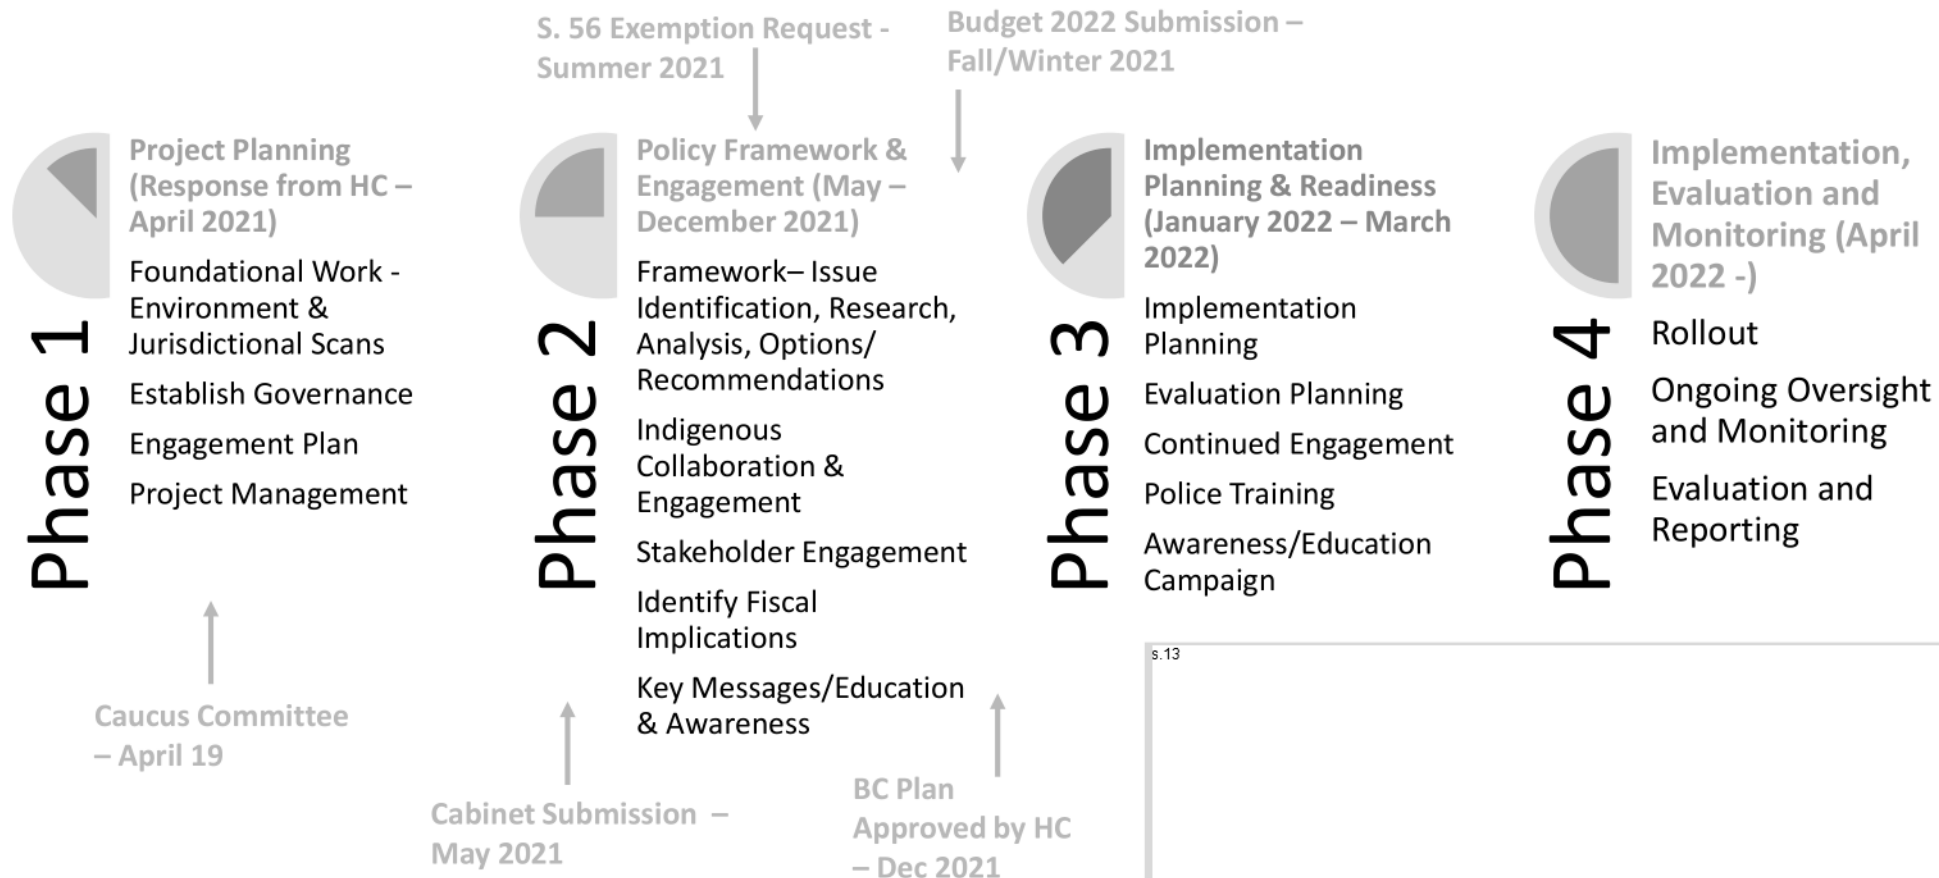 S. 56 Exemption Request -
Summer 2021
Budget 2022 Submission –
Fall/Winter 2021
Phase 1
Project Planning
(Response from HC –
April 2021)
Foundational Work -
Environment &
Jurisdictional Scans
Establish Governance
Engagement Plan
Project Management
Caucus Committee
– April 19
Phase 2
Policy Framework &
Engagement (May –
December 2021)
Framework– Issue
Identification, Research,
Analysis, Options/
Recommendations
Indigenous
Collaboration &
Engagement
Stakeholder Engagement
Identify Fiscal
Implications
Key Messages/Education
& Awareness
Cabinet Submission –
May 2021
BC Plan
Approved by HC
– Dec 2021
Phase 3
Implementation
Planning & Readiness
(January 2022 – March
2022)
Implementation
Planning
Evaluation Planning
Continued Engagement
Police Training
Awareness/Education
Campaign
Phase 4
Implementation,
Evaluation and
Monitoring (April
2022 -)
Rollout
Ongoing Oversight
and Monitoring
Evaluation and
Reporting
s.13